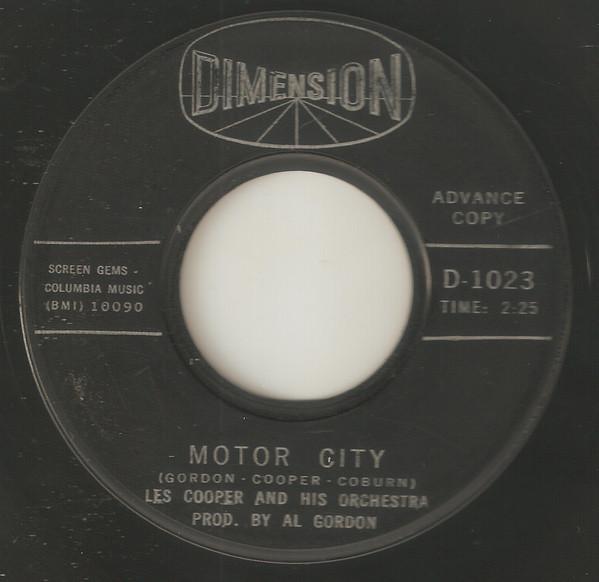 DIMENSION
ADVANCE
COPY
SCREEN GEMS -
COLUMBIA MUSIC
(BMI) 10090
D-1023
TIME: 2:25
MOTOR CITY
(GORDON - COOPER - COBURN)
LES COOPER AND HIS ORCHESTRA
PROD. BY AL GORDON